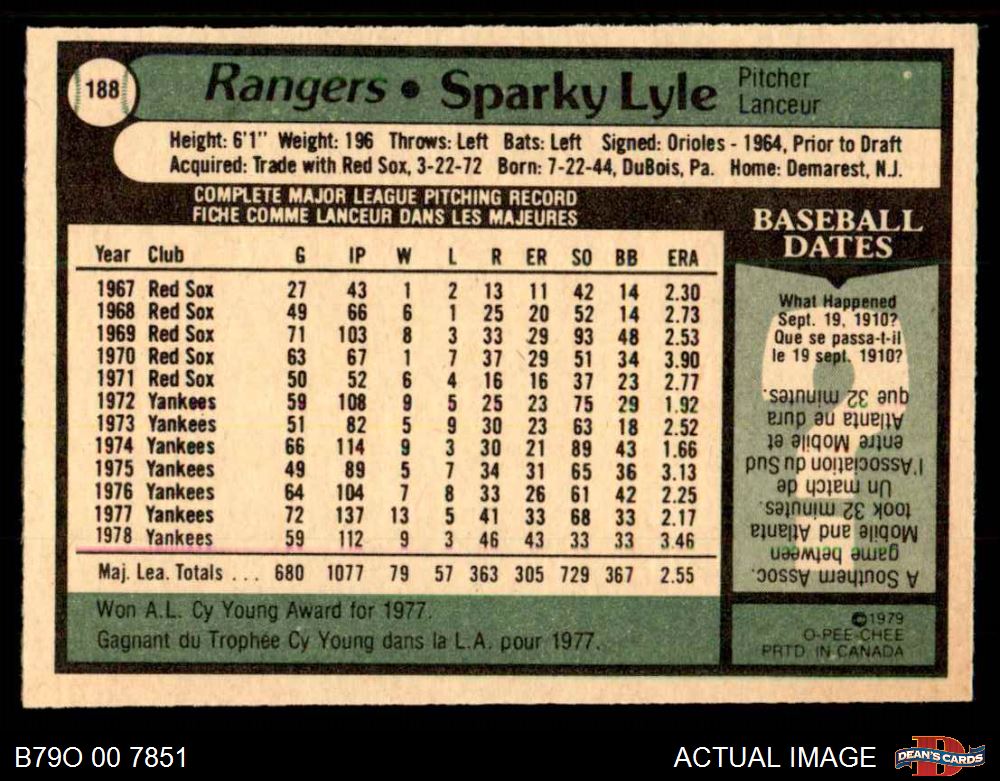 188
Rangers • Sparky Lyle
Pitcher
Lanceur
Height: 6'1" Weight: 196 Throws: Left Bats: Left Signed: Orioles - 1964, Prior to Draft
Acquired: Trade with Red Sox, 3-22-72 Born: 7-22-44, DuBois, Pa. Home: Demarest, N.J.
COMPLETE MAJOR LEAGUE PITCHING RECORD
FICHE COMME LANCEUR DANS LES MAJEURES
Year Club G IP W L R ER SO BB ERA
1967 Red Sox 27 43 1 2 13 11 42 14 2.30
1968 Red Sox 49 66 6 1 25 20 52 14 2.73
1969 Red Sox 71 103 8 3 33 29 93 48 2.53
1970 Red Sox 63 67 1 7 37 29 51 34 3.90
1971 Red Sox 50 52 6 4 16 16 37 23 2.77
1972 Yankees 59 108 9 5 25 23 75 29 1.92
1973 Yankees 51 82 5 9 30 23 63 18 2.52
1974 Yankees 66 114 9 3 30 21 89 43 1.66
1975 Yankees 49 89 5 7 34 31 65 36 3.13
1976 Yankees 64 104 7 8 33 26 61 42 2.25
1977 Yankees 72 137 13 5 41 33 68 33 2.17
1978 Yankees 59 112 9 3 46 43 33 33 3.46
Maj. Lea. Totals ... 680 1077 79 57 363 305 729 367 2.55
Won A.L. Cy Young Award for 1977.
Gagnant du Trophée Cy Young dans la L.A. pour 1977.
BASEBALL
DATES
What Happened
Sept. 19, 1910?
Que se passa-t-il
le 19 sept. 1910?
A Southern Assoc.
game between
Mobile and Atlanta
took 32 minutes.
Un match de
l'Association du Sud
entre Mobile et
Atlanta ne dura
que 32 minutes.
©1979
O-PEE-CHEE
PRTD. IN CANADA
B79O 00 7851
ACTUAL IMAGE
D
DEAN'S CARDS